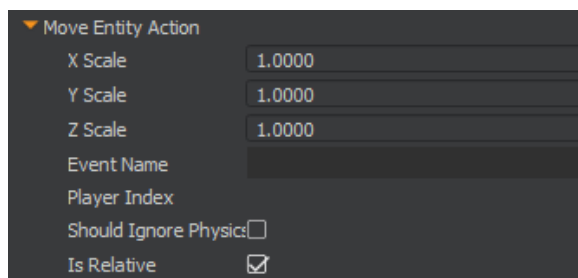 Move Entity Action
X Scale 1.0000
Y Scale 1.0000
Z Scale 1.0000
Event Name
Player Index
Should Ignore Physics
Is Relative